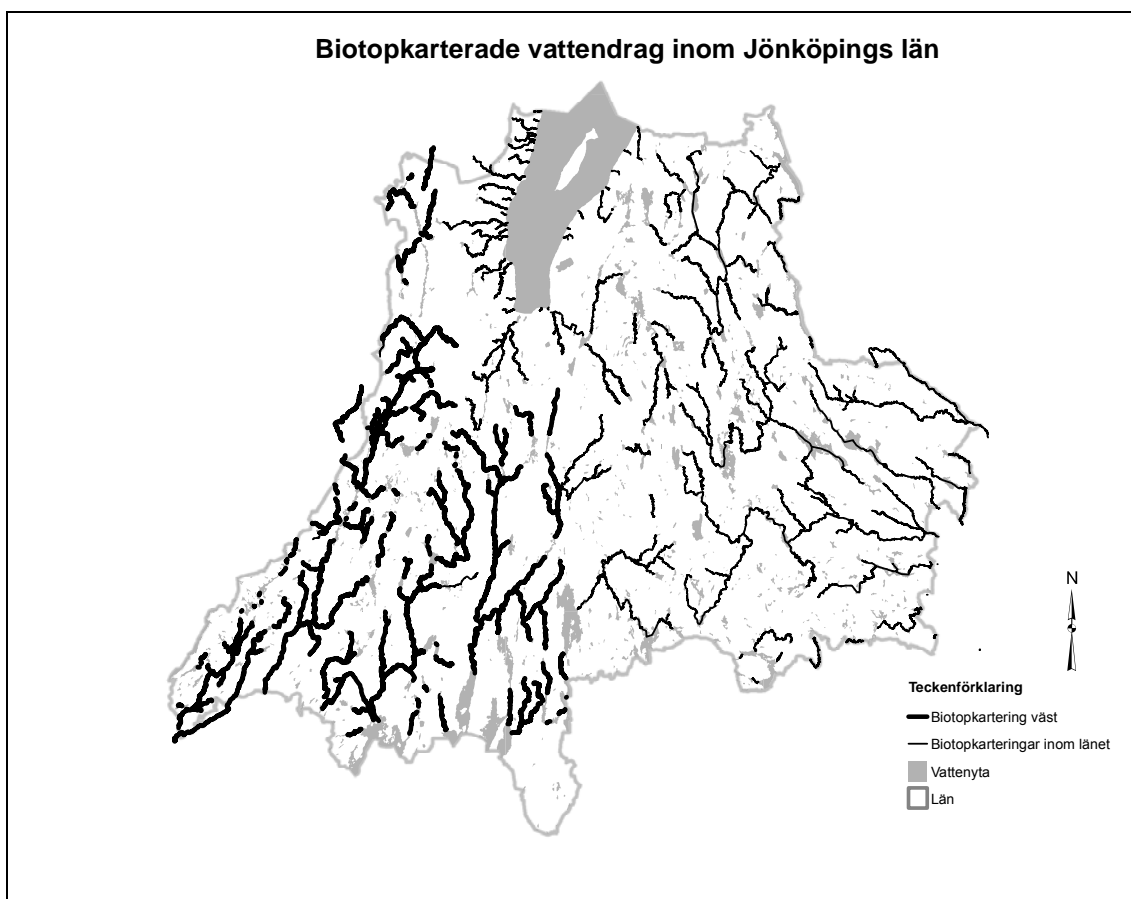 Biotopkarterade vattendrag inom Jönköpings län
N
Teckenförklaring
Biotopkartering väst
Biotopkarteringar inom länet
Vattenyta
Län